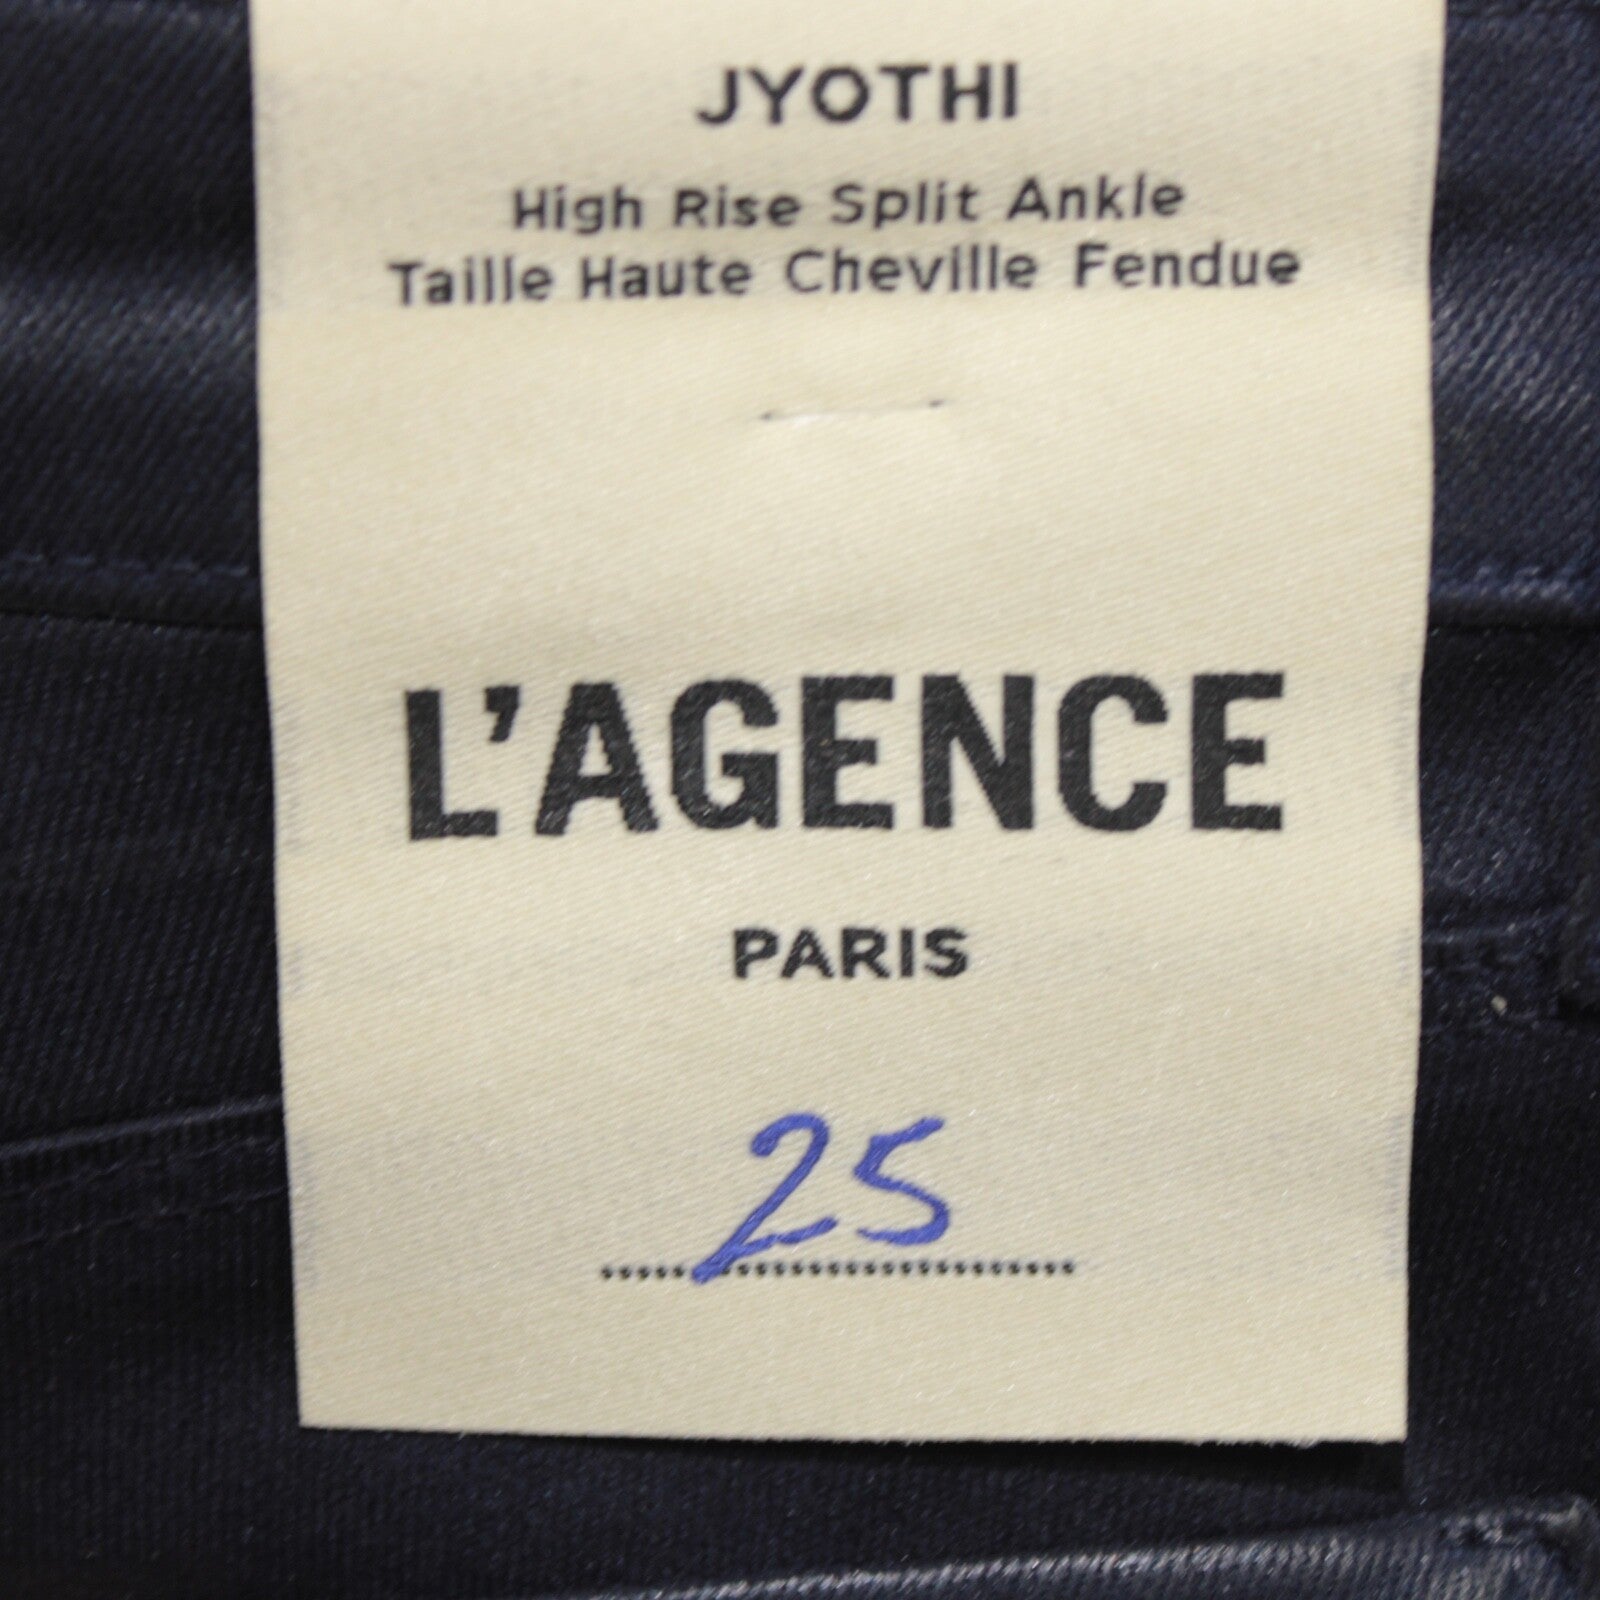 JYOTHI
High Rise Split Ankle
Taille Haute Cheville Fendue
L'AGENCE
PARIS
25